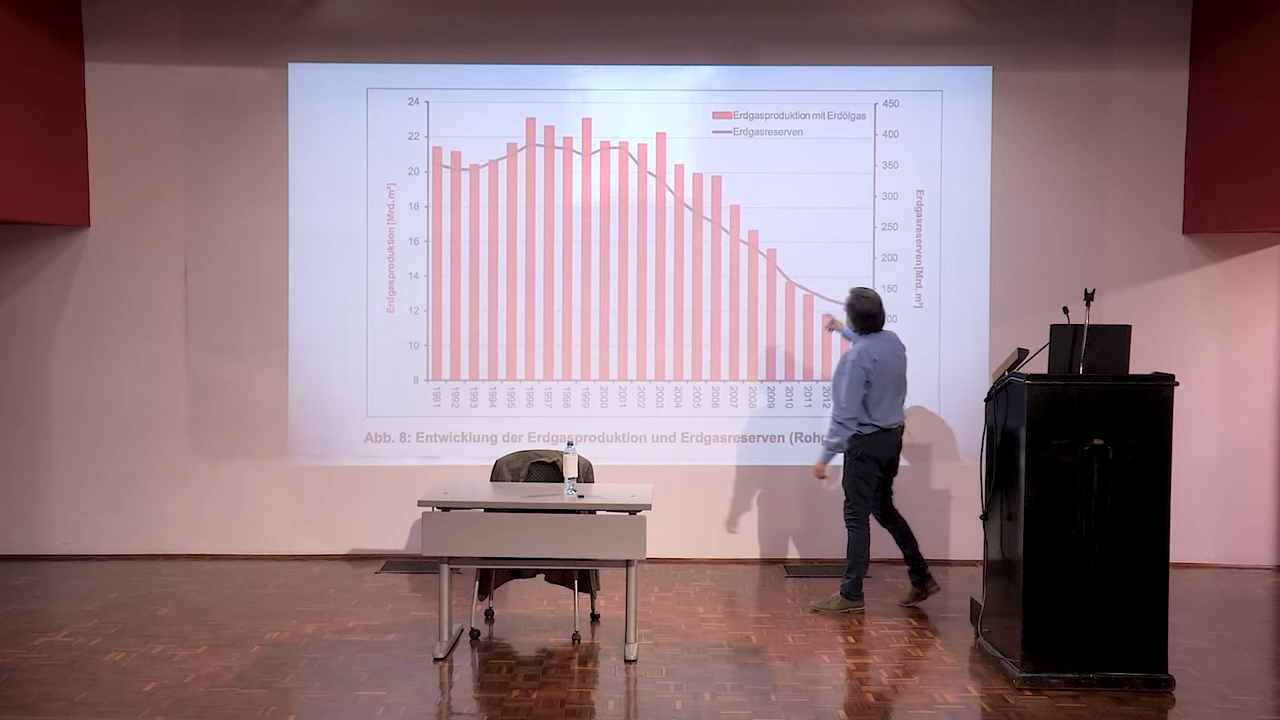 24
22
20
18
16
14
12
10
8
450
400
350
300
250
200
150
Erdgasproduktion mit Erdölgas
Erdgasreserven
Erdgasproduktion [Mrd. m³]
Erdgasreserven [Mrd. m³]
1991 1992 1993 1994 1995 1996 1997 1998 1999 2000 2001 2002 2003 2004 2005 2006 2007 2008 2009 2010 2011 2012
Abb. 8: Entwicklung der Erdgasproduktion und Erdgasreserven